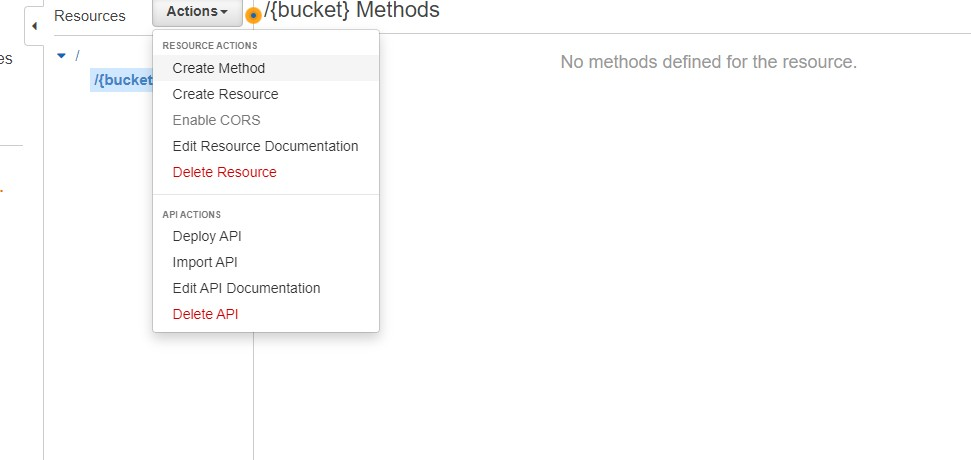 Resources
Actions
/{bucket} Methods
es
/
/{bucket
No methods defined for the resource.
RESOURCE ACTIONS
Create Method
Create Resource
Enable CORS
Edit Resource Documentation
Delete Resource
API ACTIONS
Deploy API
Import API
Edit API Documentation
Delete API